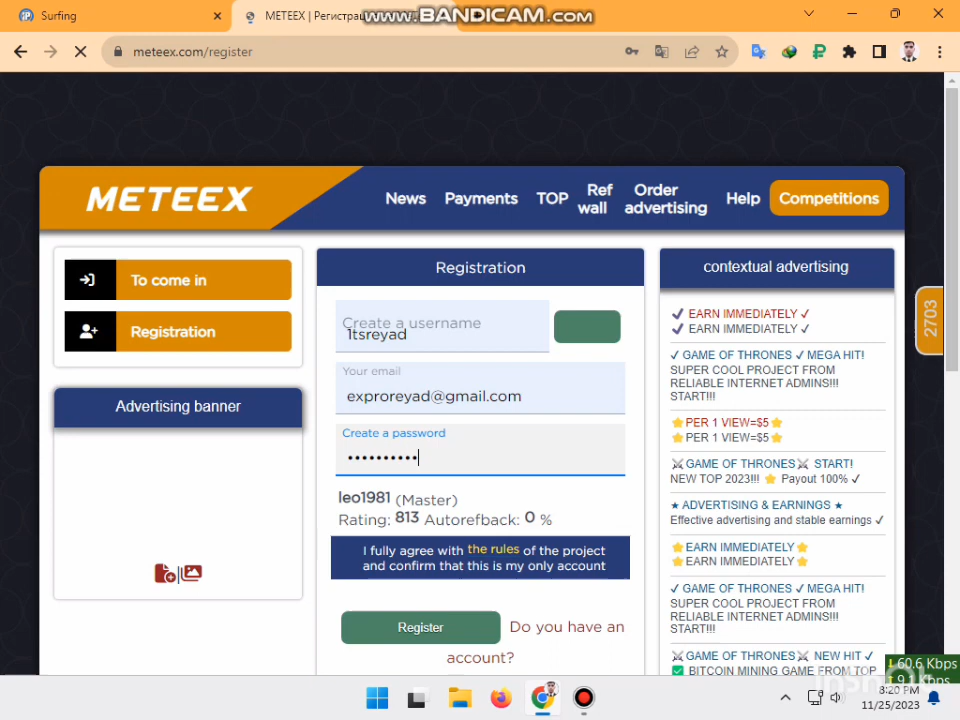 Surfing
METEEX | Регистрац
www.BANDICAM.com
meteex.com/register
METEEX
News
Payments
TOP
Ref wall
Order advertising
Help
Competitions
To come in
Registration
Advertising banner
Registration
Create a username
1tsreyad
Your email
exproreyad@gmail.com
Create a password
leo1981 (Master)
Rating: 813 Autorefback: 0 %
I fully agree with the rules of the project
and confirm that this is my only account
Register
Do you have an
account?
contextual advertising
✓ EARN IMMEDIATELY ✓
✓ EARN IMMEDIATELY ✓
✓ GAME OF THRONES ✓ MEGA HIT!
SUPER COOL PROJECT FROM
RELIABLE INTERNET ADMINS!!!
START!!!
⭐PER 1 VIEW=$5⭐
⭐PER 1 VIEW=$5⭐
⚔GAME OF THRONES⚔ START!
NEW TOP 2023!!! ⭐ Payout 100% ✓
★ ADVERTISING & EARNINGS ★
Effective advertising and stable earnings ✓
⭐EARN IMMEDIATELY⭐
⭐EARN IMMEDIATELY⭐
✓ GAME OF THRONES ✓ MEGA HIT!
SUPER COOL PROJECT FROM
RELIABLE INTERNET ADMINS!!!
START!!!
⚔GAME OF THRONES⚔ NEW HIT ✓
✅ BITCOIN MINING GAME FROM TOP
2703
60.6 Kbps
9.1 Kbps
8:20 PM
11/25/2023